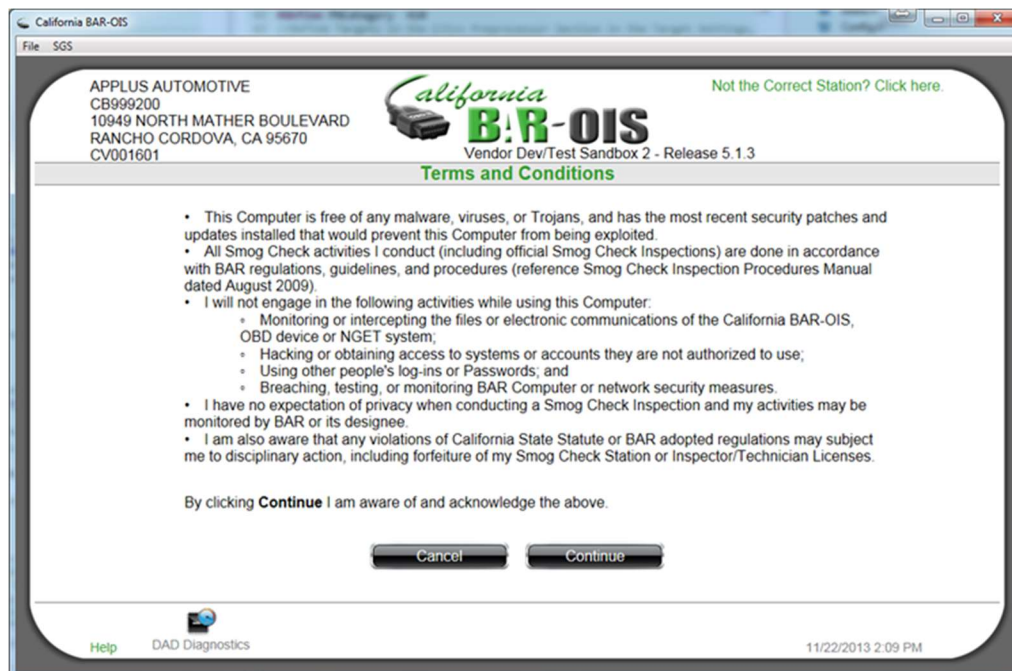 California BAR-OIS
File SGS
APPLUS AUTOMOTIVE
CB999200
10949 NORTH MATHER BOULEVARD
RANCHO CORDOVA, CA 95670
CV001601
California
BAR-OIS
Vendor Dev/Test Sandbox 2 - Release 5.1.3
Not the Correct Station? Click here.
Terms and Conditions
• This Computer is free of any malware, viruses, or Trojans, and has the most recent security patches and
updates installed that would prevent this Computer from being exploited.
• All Smog Check activities I conduct (including official Smog Check Inspections) are done in accordance
with BAR regulations, guidelines, and procedures (reference Smog Check Inspection Procedures Manual
dated August 2009).
• I will not engage in the following activities while using this Computer:
◦ Monitoring or intercepting the files or electronic communications of the California BAR-OIS,
OBD device or NGET system;
◦ Hacking or obtaining access to systems or accounts they are not authorized to use;
◦ Using other people's log-ins or Passwords; and
◦ Breaching, testing, or monitoring BAR Computer or network security measures.
• I have no expectation of privacy when conducting a Smog Check Inspection and my activities may be
monitored by BAR or its designee.
• I am also aware that any violations of California State Statute or BAR adopted regulations may subject
me to disciplinary action, including forfeiture of my Smog Check Station or Inspector/Technician Licenses.
By clicking Continue I am aware of and acknowledge the above.
Cancel
Continue
Help
DAD Diagnostics
11/22/2013 2:09 PM